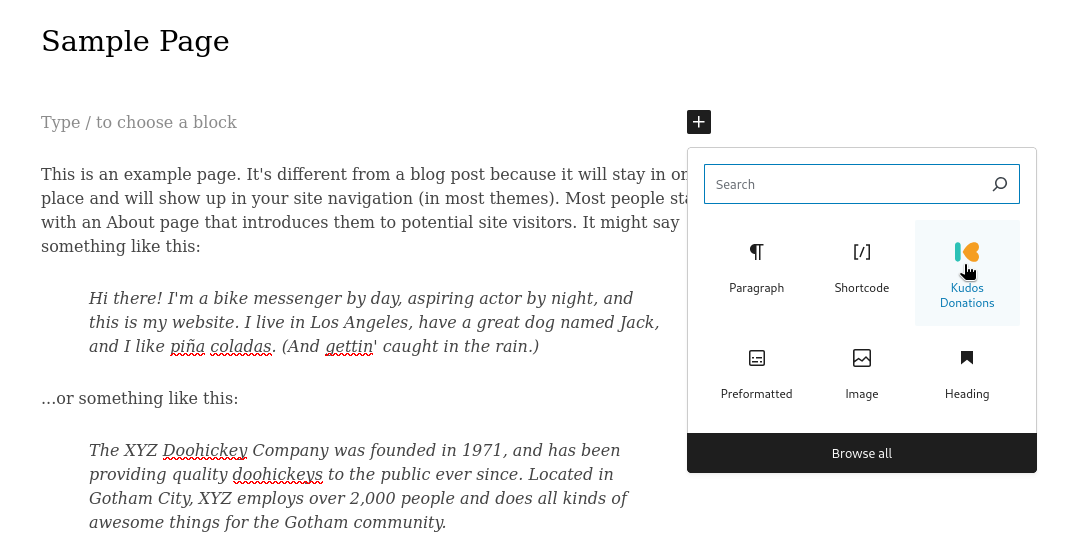 Sample Page
Type / to choose a block
This is an example page. It's different from a blog post because it will stay in
place and will show up in your site navigation (in most themes). Most people
with an About page that introduces them to potential site visitors. It might say
something like this:
Hi there! I'm a bike messenger by day, aspiring actor by night, and
this is my website. I live in Los Angeles, have a great dog named Jack,
and I like piña coladas. (And gettin' caught in the rain.)
...or something like this:
The XYZ Doohickey Company was founded in 1971, and has been
providing quality doohickeys to the public ever since. Located in
Gotham City, XYZ employs over 2,000 people and does all kinds of
awesome things for the Gotham community.
Search
Paragraph
Shortcode
Kudos
Donations
Preformatted
Image
Heading
Browse all